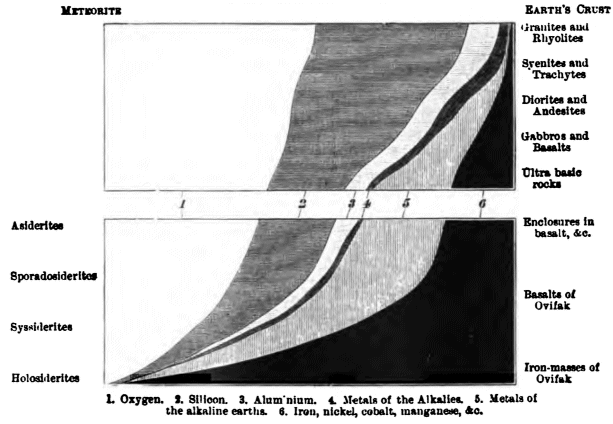 METEORITE
EARTH'S CRUST
Granites and
Rhyolites
Syenites and
Trachytes
Diorites and
Andesites
Gabbros and
Basalts
Ultra basic
rocks
1 2 3 4 5 6
Asiderites
Sporadosiderites
Syssiderites
Holosiderites
Enclosures in
basalt, &c.
Basalts of
Ovifak
Iron-masses of
Ovifak
1. Oxygen. 2. Silicon. 3. Aluminium. 4. Metals of the Alkalies. 5. Metals of
the alkaline earths. 6. Iron, nickel, cobalt, manganese, &c.